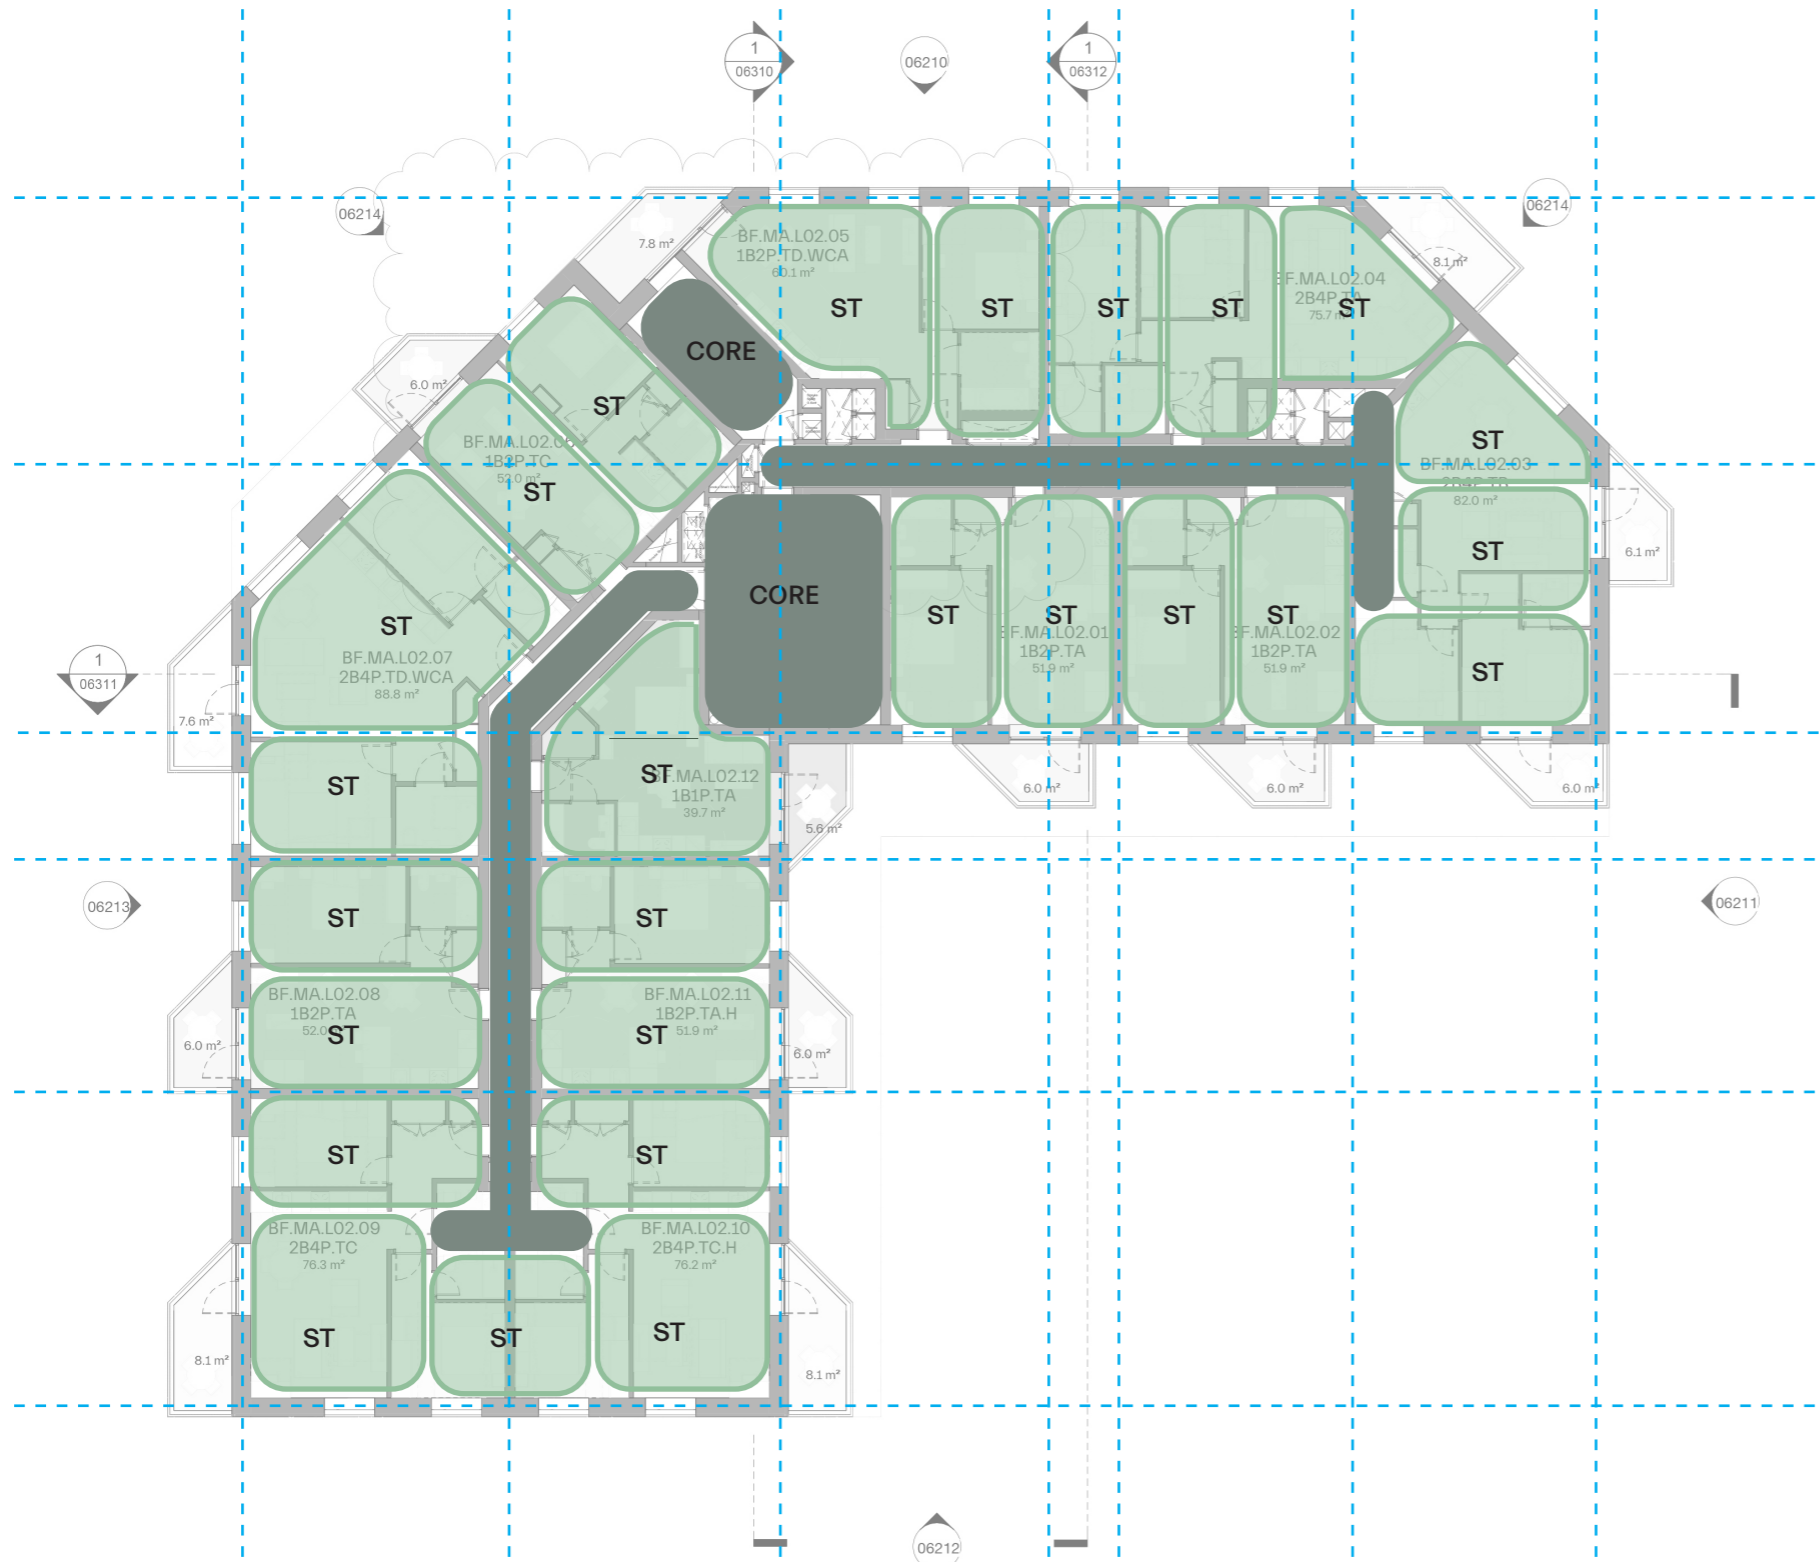 1
06310
06210
1
06312
06214
06214
7.8 m²
BF.MA.L02.05
1B2P.TD.WCA
60.1 m²
8.1 m²
BF.MA.L02.04
2B4P.TA
75.7 m²
ST
ST
ST
ST
ST
CORE
6.0 m²
ST
BF.MA.L02.06
1B2P.TC
52.0 m²
ST
ST
BF.MA.L02.03
82.0 m²
ST
6.1 m²
CORE
ST
BF.MA.L02.07
2B4P.TD.WCA
88.8 m²
ST
ST
ST
ST
BF.MA.L02.01
1B2P.TA
51.9 m²
BF.MA.L02.02
1B2P.TA
51.9 m²
ST
1
06311
7.6 m²
ST
ST
BF.MA.L02.12
1B1P.TA
39.7 m²
5.6 m²
6.0 m²
6.0 m²
6.0 m²
06213
ST
ST
06211
BF.MA.L02.08
1B2P.TA
52.0
ST
BF.MA.L02.11
1B2P.TA.H
51.9 m²
ST
6.0 m²
6.0 m²
ST
ST
BF.MA.L02.09
2B4P.TC
76.3 m²
BF.MA.L02.10
2B4P.TC.H
76.2 m²
ST
ST
ST
8.1 m²
8.1 m²
06212